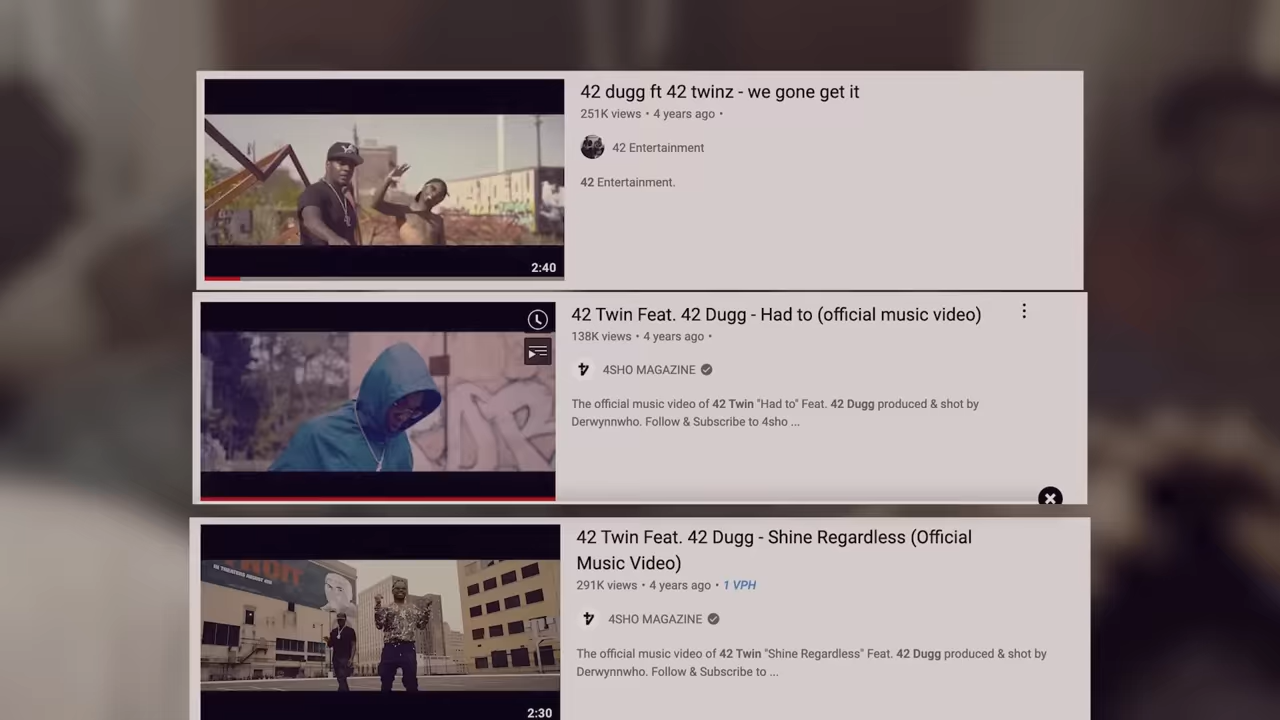 42 dugg ft 42 twinz - we gone get it
251K views • 4 years ago •
42 Entertainment
42 Entertainment.
2:40
42 Twin Feat. 42 Dugg - Had to (official music video)
138K views • 4 years ago •
4SHO MAGAZINE
The official music video of 42 Twin "Had to" Feat. 42 Dugg produced & shot by
Derwynnwho. Follow & Subscribe to 4sho ...
42 Twin Feat. 42 Dugg - Shine Regardless (Official
Music Video)
291K views • 4 years ago • 1 VPH
4SHO MAGAZINE
The official music video of 42 Twin "Shine Regardless" Feat. 42 Dugg produced & shot by
Derwynnwho. Follow & Subscribe to ...
2:30